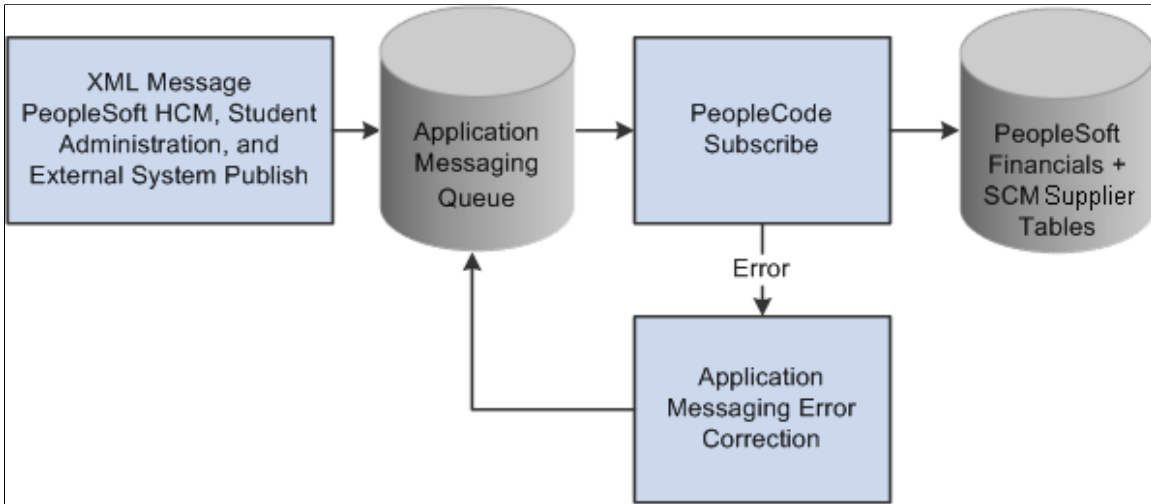 XML Message
PeopleSoft HCM, Student
Administration, and
External System Publish
Application
Messaging
Queue
PeopleCode
Subscribe
PeopleSoft
Financials +
SCM Supplier
Tables
Error
Application
Messaging Error
Correction